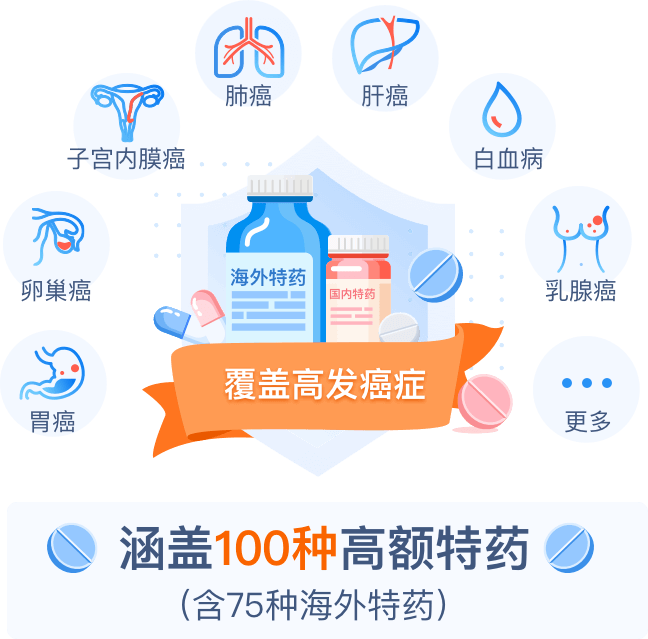 肺癌
肝癌
子宫内膜癌
白血病
卵巢癌
乳腺癌
胃癌
更多
海外特药
国内特药
覆盖高发癌症
涵盖100种高额特药
（含75种海外特药）